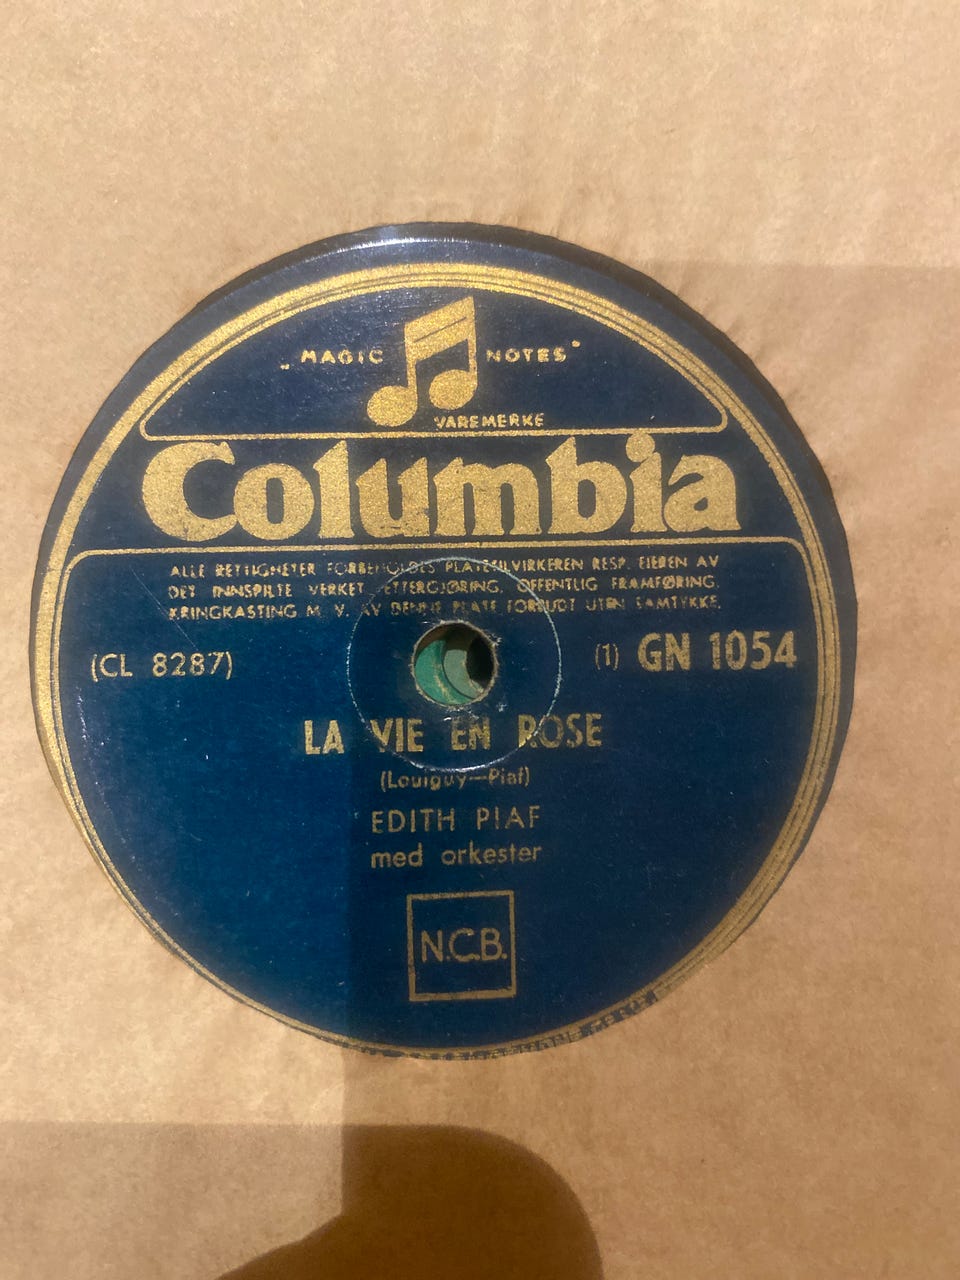 „MAGIC NOTES"
VAREMERKE
Columbia
ALLE RETTIGHETER FORBEHOLDES PLATETILVIRKEREN RESP. EIEREN AV
DET INNSPILTE VERKET. ETTERGJØRING, OFFENTLIG FRAMFØRING,
KRINGKASTING M. V. AV DENNE PLATE FORBUDT UTEN SAMTYKKE.
(CL 8287) (1) GN 1054
LA VIE EN ROSE
(Louiguy—Piaf)
EDITH PIAF
med orkester
N.C.B.